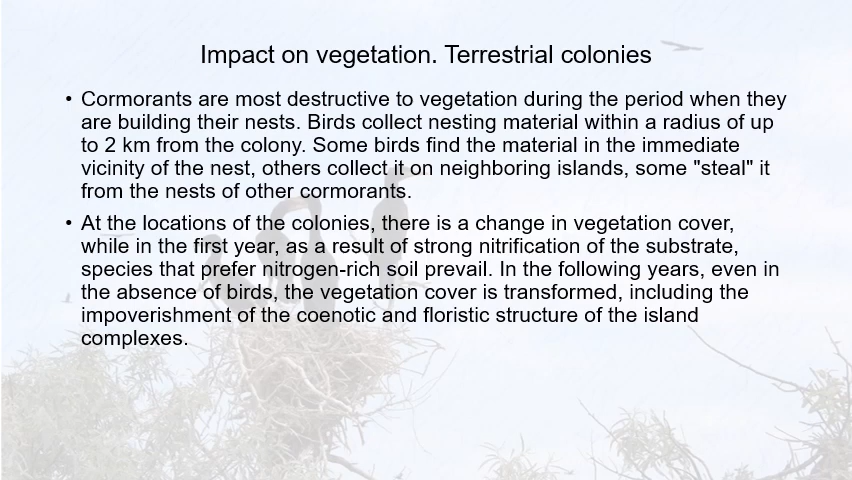 Impact on vegetation. Terrestrial colonies
• Cormorants are most destructive to vegetation during the period when they
are building their nests. Birds collect nesting material within a radius of up
to 2 km from the colony. Some birds find the material in the immediate
vicinity of the nest, others collect it on neighboring islands, some "steal" it
from the nests of other cormorants.
• At the locations of the colonies, there is a change in vegetation cover,
while in the first year, as a result of strong nitrification of the substrate,
species that prefer nitrogen-rich soil prevail. In the following years, even in
the absence of birds, the vegetation cover is transformed, including the
impoverishment of the coenotic and floristic structure of the island
complexes.